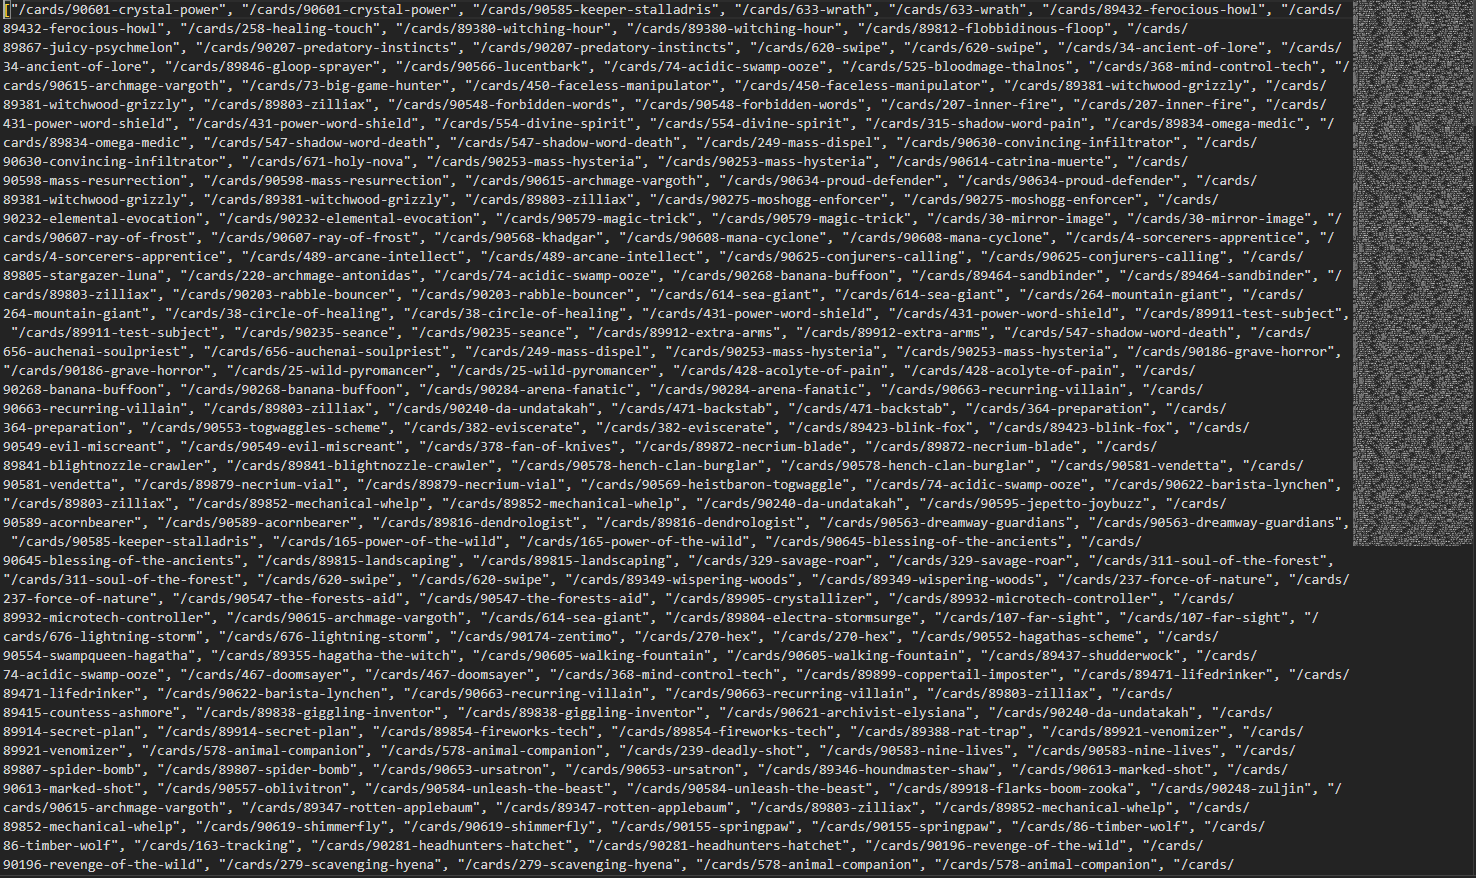 ["/cards/90601-crystal-power", "/cards/90601-crystal-power", "/cards/90585-keeper-stalladris", "/cards/633-wrath", "/cards/633-wrath", "/cards/89432-ferocious-howl", "/cards/
89432-ferocious-howl", "/cards/258-healing-touch", "/cards/89380-witching-hour", "/cards/89380-witching-hour", "/cards/89812-flobbidinous-floop", "/cards/
89867-juicy-psychmelon", "/cards/90207-predatory-instincts", "/cards/90207-predatory-instincts", "/cards/620-swipe", "/cards/620-swipe", "/cards/34-ancient-of-lore", "/cards/
34-ancient-of-lore", "/cards/89846-gloop-sprayer", "/cards/90566-lucentbark", "/cards/74-acidic-swamp-ooze", "/cards/525-bloodmage-thalnos", "/cards/368-mind-control-tech", "/
cards/90615-archmage-vargoth", "/cards/73-big-game-hunter", "/cards/450-faceless-manipulator", "/cards/450-faceless-manipulator", "/cards/89381-witchwood-grizzly", "/cards/
89381-witchwood-grizzly", "/cards/89803-zilliax", "/cards/90548-forbidden-words", "/cards/90548-forbidden-words", "/cards/207-inner-fire", "/cards/207-inner-fire", "/cards/
431-power-word-shield", "/cards/431-power-word-shield", "/cards/554-divine-spirit", "/cards/554-divine-spirit", "/cards/315-shadow-word-pain", "/cards/89834-omega-medic", "/
cards/89834-omega-medic", "/cards/547-shadow-word-death", "/cards/547-shadow-word-death", "/cards/249-mass-dispel", "/cards/90630-convincing-infiltrator", "/cards/
90630-convincing-infiltrator", "/cards/671-holy-nova", "/cards/90253-mass-hysteria", "/cards/90253-mass-hysteria", "/cards/90614-catrina-muerte", "/cards/
90598-mass-resurrection", "/cards/90598-mass-resurrection", "/cards/90615-archmage-vargoth", "/cards/90634-proud-defender", "/cards/90634-proud-defender", "/cards/
89381-witchwood-grizzly", "/cards/89381-witchwood-grizzly", "/cards/89803-zilliax", "/cards/90275-moshogg-enforcer", "/cards/90275-moshogg-enforcer", "/cards/
90232-elemental-evocation", "/cards/90232-elemental-evocation", "/cards/90579-magic-trick", "/cards/90579-magic-trick", "/cards/30-mirror-image", "/cards/30-mirror-image", "/
cards/90607-ray-of-frost", "/cards/90607-ray-of-frost", "/cards/90568-khadgar", "/cards/90608-mana-cyclone", "/cards/90608-mana-cyclone", "/cards/4-sorcerers-apprentice", "/
cards/4-sorcerers-apprentice", "/cards/489-arcane-intellect", "/cards/489-arcane-intellect", "/cards/90625-conjurers-calling", "/cards/90625-conjurers-calling", "/cards/
89805-stargazer-luna", "/cards/220-archmage-antonidas", "/cards/74-acidic-swamp-ooze", "/cards/90268-banana-buffoon", "/cards/89464-sandbinder", "/cards/89464-sandbinder", "/
cards/89803-zilliax", "/cards/90203-rabble-bouncer", "/cards/90203-rabble-bouncer", "/cards/614-sea-giant", "/cards/614-sea-giant", "/cards/264-mountain-giant", "/cards/
264-mountain-giant", "/cards/38-circle-of-healing", "/cards/38-circle-of-healing", "/cards/431-power-word-shield", "/cards/431-power-word-shield", "/cards/89911-test-subject",
"/cards/89911-test-subject", "/cards/90235-seance", "/cards/90235-seance", "/cards/89912-extra-arms", "/cards/89912-extra-arms", "/cards/547-shadow-word-death", "/cards/
656-auchenai-soulpriest", "/cards/656-auchenai-soulpriest", "/cards/249-mass-dispel", "/cards/90253-mass-hysteria", "/cards/90253-mass-hysteria", "/cards/90186-grave-horror",
"/cards/90186-grave-horror", "/cards/25-wild-pyromancer", "/cards/25-wild-pyromancer", "/cards/428-acolyte-of-pain", "/cards/428-acolyte-of-pain", "/cards/
90268-banana-buffoon", "/cards/90268-banana-buffoon", "/cards/90284-arena-fanatic", "/cards/90284-arena-fanatic", "/cards/90663-recurring-villain", "/cards/
90663-recurring-villain", "/cards/89803-zilliax", "/cards/90240-da-undatakah", "/cards/471-backstab", "/cards/471-backstab", "/cards/364-preparation", "/cards/
364-preparation", "/cards/90553-togwaggles-scheme", "/cards/382-eviscerate", "/cards/382-eviscerate", "/cards/89423-blink-fox", "/cards/89423-blink-fox", "/cards/
90549-evil-miscreant", "/cards/90549-evil-miscreant", "/cards/378-fan-of-knives", "/cards/89872-necrium-blade", "/cards/89872-necrium-blade", "/cards/
89841-blightnozzle-crawler", "/cards/89841-blightnozzle-crawler", "/cards/90578-hench-clan-burglar", "/cards/90578-hench-clan-burglar", "/cards/90581-vendetta", "/cards/
90581-vendetta", "/cards/89879-necrium-vial", "/cards/89879-necrium-vial", "/cards/90569-heistbaron-togwaggle", "/cards/74-acidic-swamp-ooze", "/cards/90622-barista-lynchen",
"/cards/89803-zilliax", "/cards/89852-mechanical-whelp", "/cards/89852-mechanical-whelp", "/cards/90240-da-undatakah", "/cards/90595-jepetto-joybuzz", "/cards/
90589-acornbearer", "/cards/90589-acornbearer", "/cards/89816-dendrologist", "/cards/89816-dendrologist", "/cards/90563-dreamway-guardians", "/cards/90563-dreamway-guardians",
"/cards/90585-keeper-stalladris", "/cards/165-power-of-the-wild", "/cards/165-power-of-the-wild", "/cards/90645-blessing-of-the-ancients", "/cards/
90645-blessing-of-the-ancients", "/cards/89815-landscaping", "/cards/89815-landscaping", "/cards/329-savage-roar", "/cards/329-savage-roar", "/cards/311-soul-of-the-forest",
"/cards/311-soul-of-the-forest", "/cards/620-swipe", "/cards/620-swipe", "/cards/89349-wispering-woods", "/cards/89349-wispering-woods", "/cards/237-force-of-nature", "/cards/
237-force-of-nature", "/cards/90547-the-forests-aid", "/cards/90547-the-forests-aid", "/cards/89905-crystallizer", "/cards/89932-microtech-controller", "/cards/
89932-microtech-controller", "/cards/90615-archmage-vargoth", "/cards/614-sea-giant", "/cards/89804-electra-stormsurge", "/cards/107-far-sight", "/cards/107-far-sight", "/
cards/676-lightning-storm", "/cards/676-lightning-storm", "/cards/90174-zentimo", "/cards/270-hex", "/cards/270-hex", "/cards/90552-hagathas-scheme", "/cards/
90554-swampqueen-hagatha", "/cards/89355-hagatha-the-witch", "/cards/90605-walking-fountain", "/cards/90605-walking-fountain", "/cards/89437-shudderwock", "/cards/
74-acidic-swamp-ooze", "/cards/467-doomsayer", "/cards/467-doomsayer", "/cards/368-mind-control-tech", "/cards/89899-coppertail-imposter", "/cards/89471-lifedrinker", "/cards/
89471-lifedrinker", "/cards/90622-barista-lynchen", "/cards/90663-recurring-villain", "/cards/90663-recurring-villain", "/cards/89803-zilliax", "/cards/
89415-countess-ashmore", "/cards/89838-giggling-inventor", "/cards/89838-giggling-inventor", "/cards/90621-archivist-elysiana", "/cards/90240-da-undatakah", "/cards/
89914-secret-plan", "/cards/89914-secret-plan", "/cards/89854-fireworks-tech", "/cards/89854-fireworks-tech", "/cards/89388-rat-trap", "/cards/89921-venomizer", "/cards/
89921-venomizer", "/cards/578-animal-companion", "/cards/578-animal-companion", "/cards/239-deadly-shot", "/cards/90583-nine-lives", "/cards/90583-nine-lives", "/cards/
89807-spider-bomb", "/cards/89807-spider-bomb", "/cards/90653-ursatron", "/cards/90653-ursatron", "/cards/89346-houndmaster-shaw", "/cards/90613-marked-shot", "/cards/
90613-marked-shot", "/cards/90557-oblivitron", "/cards/90584-unleash-the-beast", "/cards/90584-unleash-the-beast", "/cards/89918-flarks-boom-zooka", "/cards/90248-zuljin", "/
cards/90615-archmage-vargoth", "/cards/89347-rotten-applebaum", "/cards/89347-rotten-applebaum", "/cards/89803-zilliax", "/cards/89852-mechanical-whelp", "/cards/
89852-mechanical-whelp", "/cards/90619-shimmerfly", "/cards/90619-shimmerfly", "/cards/90155-springpaw", "/cards/90155-springpaw", "/cards/86-timber-wolf", "/cards/
86-timber-wolf", "/cards/163-tracking", "/cards/90281-headhunters-hatchet", "/cards/90281-headhunters-hatchet", "/cards/90196-revenge-of-the-wild", "/cards/
90196-revenge-of-the-wild", "/cards/279-scavenging-hyena", "/cards/279-scavenging-hyena", "/cards/578-animal-companion", "/cards/578-animal-companion", "/cards/